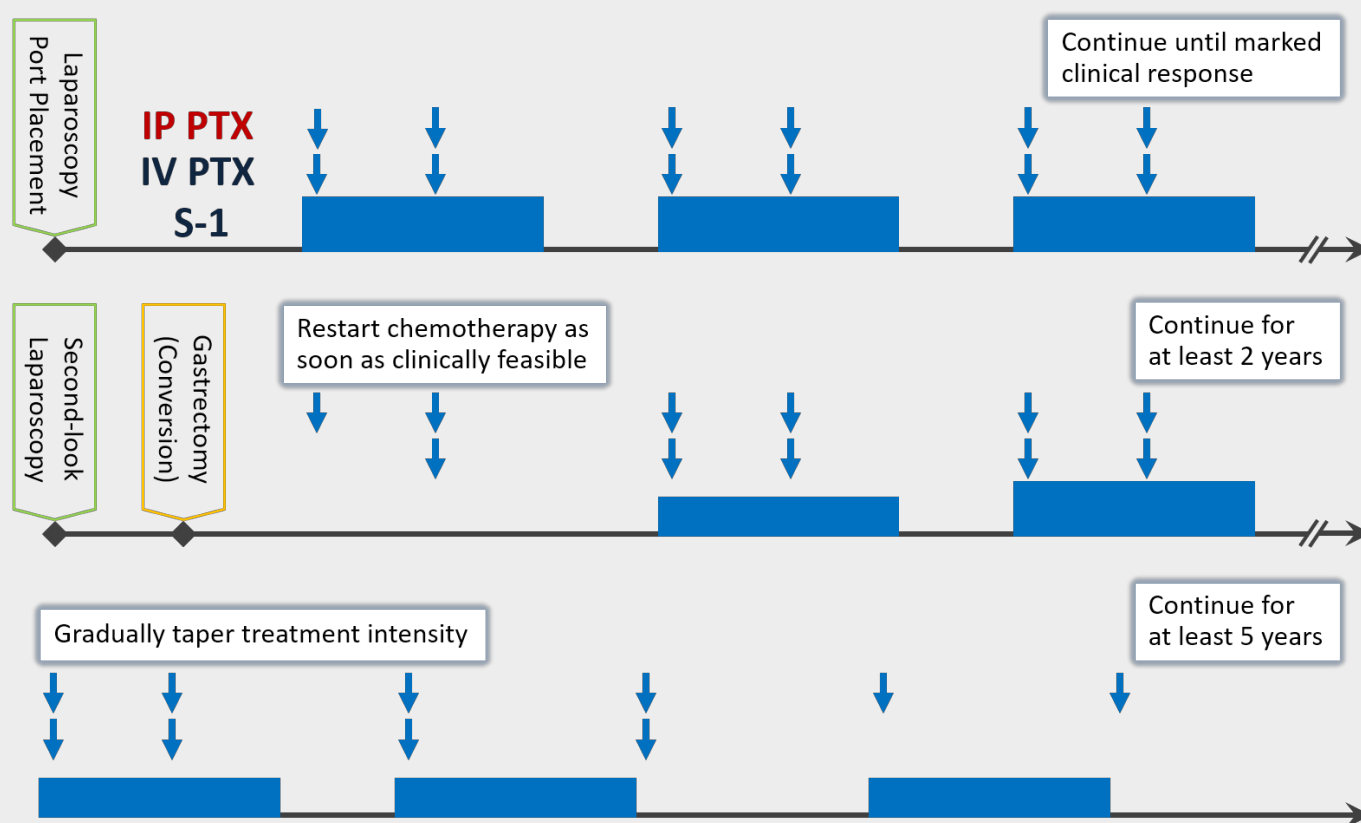 Laparoscopy
Port Placement
IP PTX
IV PTX
S-1
Continue until marked
clinical response
Second-look
Laparoscopy
Gastrectomy
(Conversion)
Restart chemotherapy as
soon as clinically feasible
Continue for
at least 2 years
Gradually taper treatment intensity
Continue for
at least 5 years